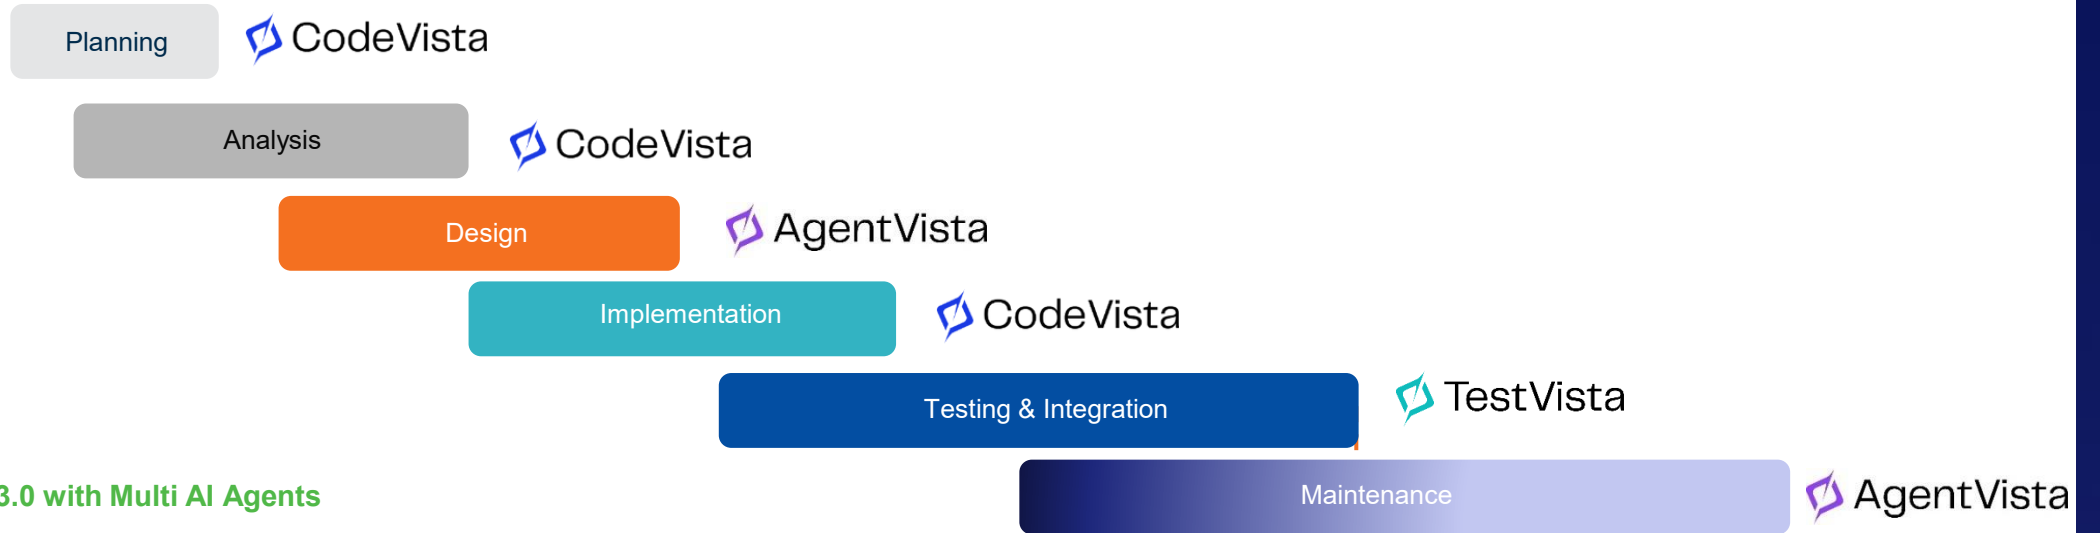 Planning
CodeVista
Analysis
CodeVista
Design
AgentVista
Implementation
CodeVista
Testing & Integration
TestVista
3.0 with Multi AI Agents
Maintenance
AgentVista